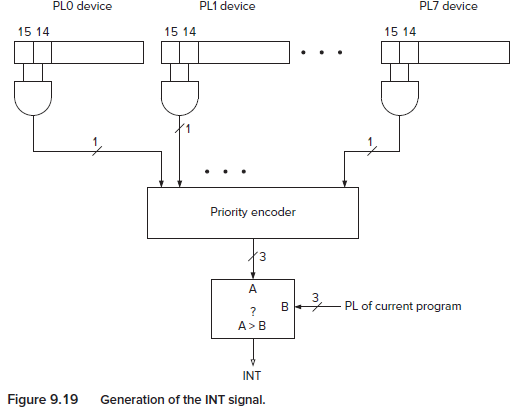 PL0 device PL1 device PL7 device
15 14 15 14 15 14
1 1 1
Priority encoder
3
A
B 3 PL of current program
?
A > B
INT
Figure 9.19 Generation of the INT signal.